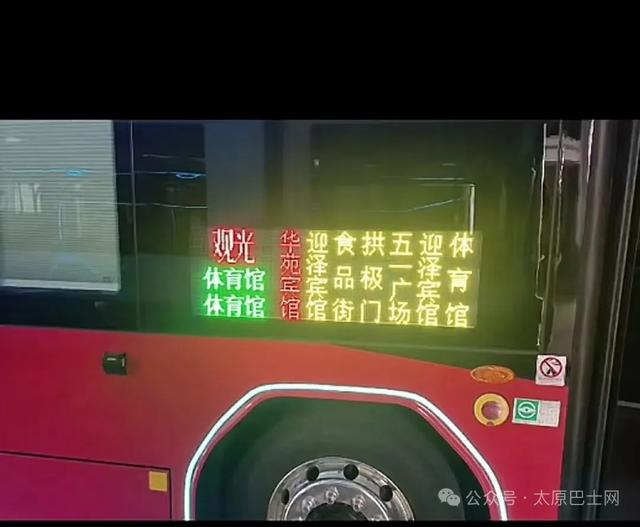 观光
体育馆
体育馆
华苑宾馆
迎泽宾馆
食品街
拱极门
五一广场
迎泽宾馆
体育馆
公众号·太原巴士网